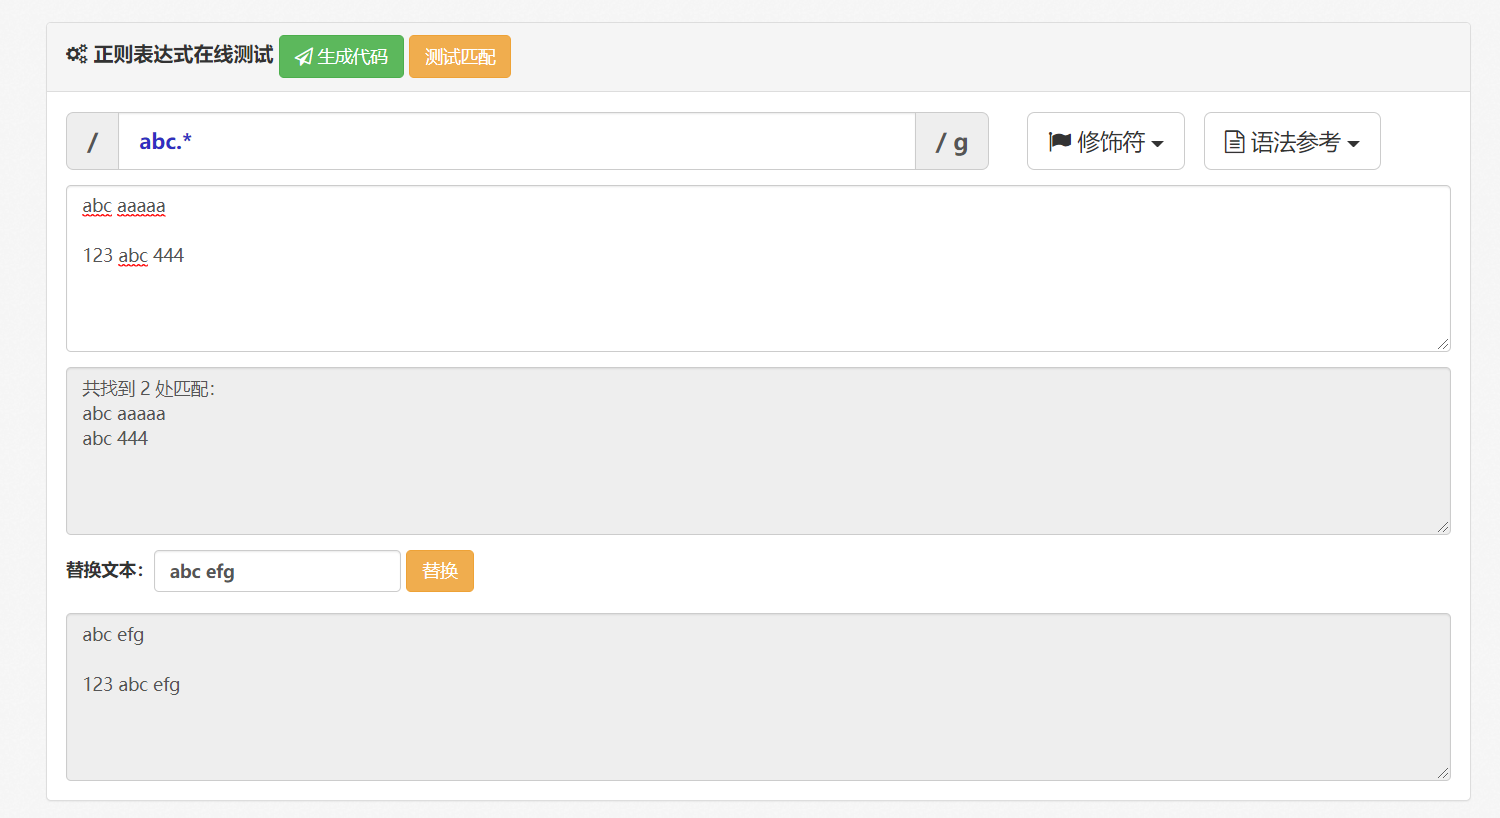 正则表达式在线测试 生成代码 测试匹配
/ abc.* / g 修饰符 语法参考
abc aaaaa
123 abc 444
共找到 2 处匹配：
abc aaaaa
abc 444
替换文本： abc efg 替换
abc efg
123 abc efg